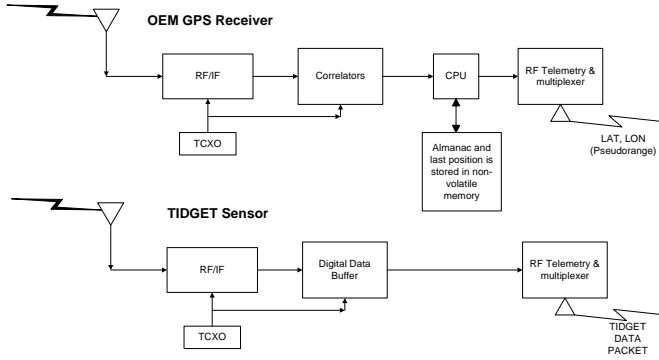 OEM GPS Receiver
RF/IF
Correlators
CPU
RF Telemetry &
multiplexer
TCXO
Almanac and
last position is
stored in non-
volatile
memory
LAT, LON
(Pseudorange)
TIDGET Sensor
RF/IF
Digital Data
Buffer
RF Telemetry &
multiplexer
TCXO
TIDGET
DATA
PACKET